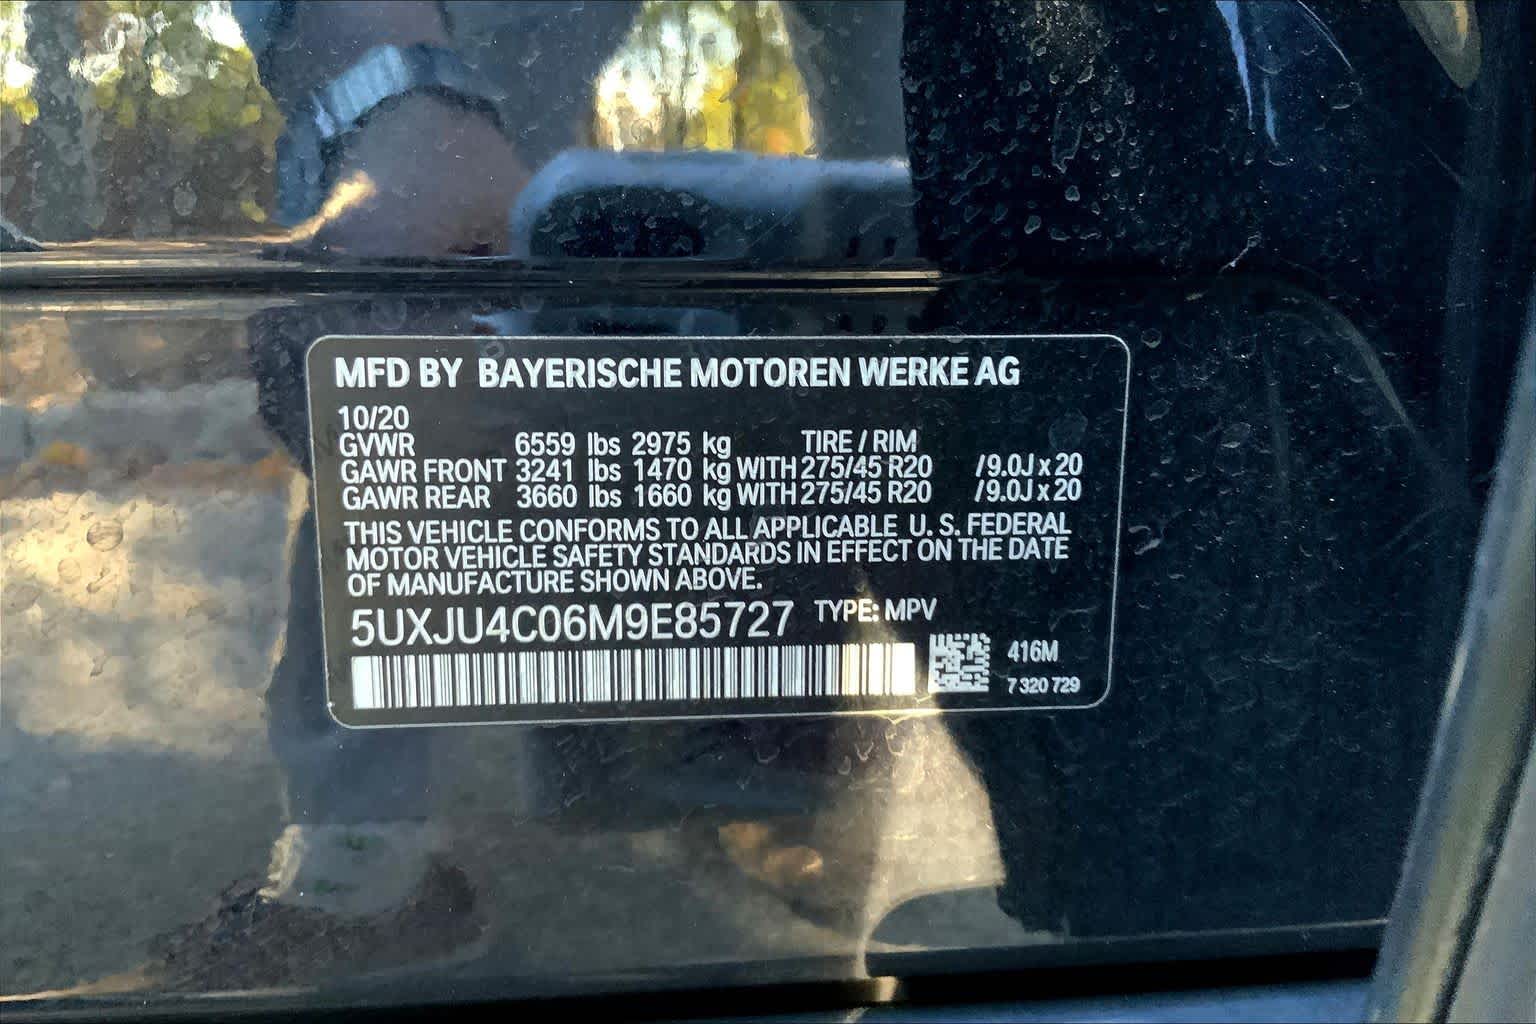 MFD BY BAYERISCHE MOTOREN WERKE AG
10/20
GVWR 6559 lbs 2975 kg TIRE / RIM
GAWR FRONT 3241 lbs 1470 kg WITH 275/45 R20 /9.0J x 20
GAWR REAR 3660 lbs 1660 kg WITH 275/45 R20 /9.0J x 20
THIS VEHICLE CONFORMS TO ALL APPLICABLE U. S. FEDERAL
MOTOR VEHICLE SAFETY STANDARDS IN EFFECT ON THE DATE
OF MANUFACTURE SHOWN ABOVE.
5UXJU4C06M9E85727 TYPE: MPV
416M
7 320 729